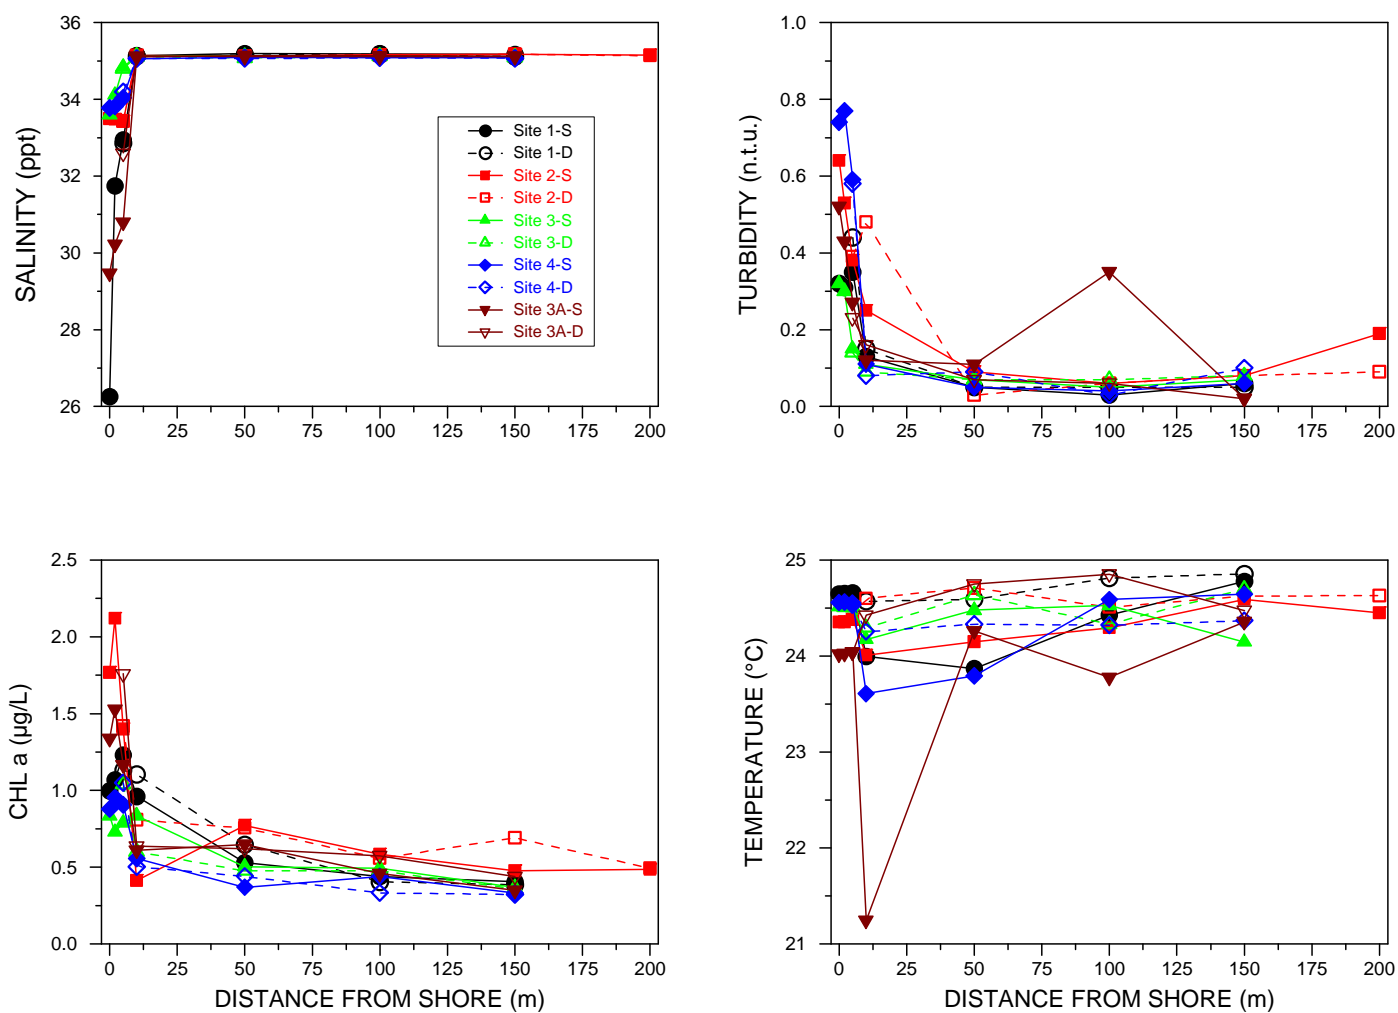 36
34
32
30
28
26
SALINITY (ppt)
0 25 50 75 100 125 150 175 200
Site 1-S
Site 1-D
Site 2-S
Site 2-D
Site 3-S
Site 3-D
Site 4-S
Site 4-D
Site 3A-S
Site 3A-D
1.0
0.8
0.6
0.4
0.2
0.0
TURBIDITY (n.t.u.)
0 25 50 75 100 125 150 175 200
2.5
2.0
1.5
1.0
0.5
0.0
CHL a (µg/L)
0 25 50 75 100 125 150 175 200
DISTANCE FROM SHORE (m)
25
24
23
22
21
TEMPERATURE (°C)
0 25 50 75 100 125 150 175 200
DISTANCE FROM SHORE (m)